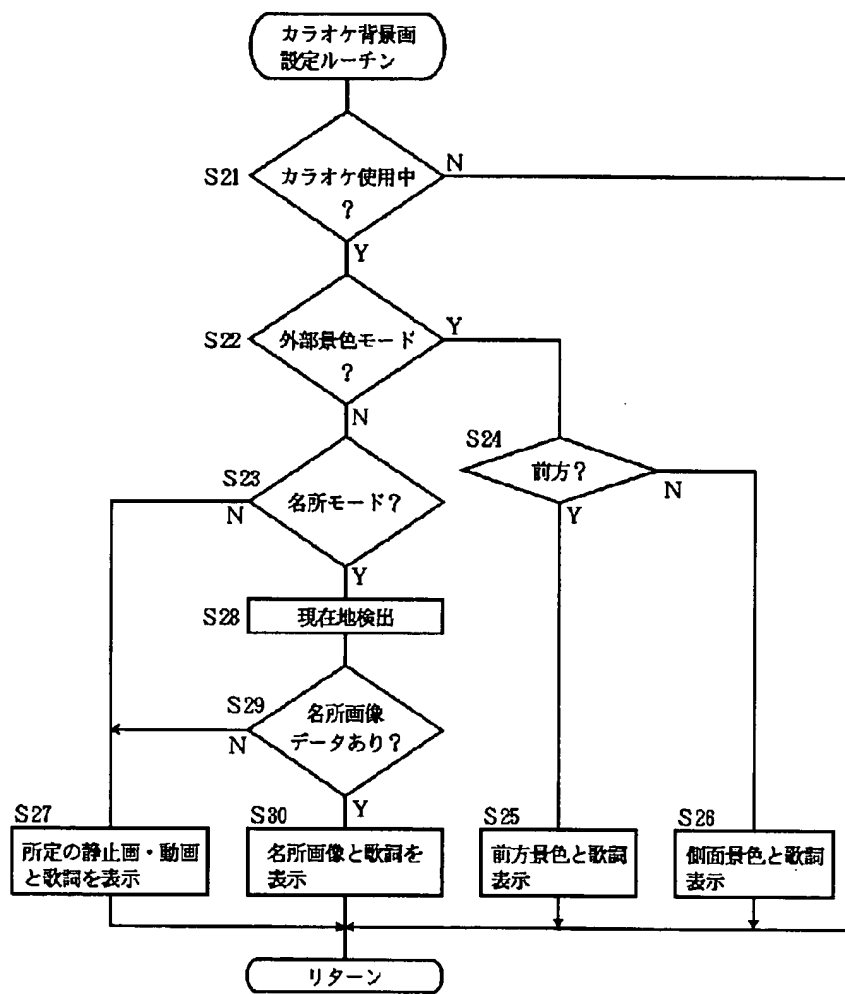 カラオケ背景画
設定ルーチン
S21
カラオケ使用中
?
N
Y
S22
外部景色モード
?
Y
N
S23
名所モード?
N
Y
S24
前方?
N
Y
S28
現在地検出
S29
名所画像
データあり?
N
Y
S27
所定の静止画・動画
と歌詞を表示
S30
名所画像と歌詞を
表示
S25
前方景色と歌詞
表示
S26
側面景色と歌詞
表示
リターン